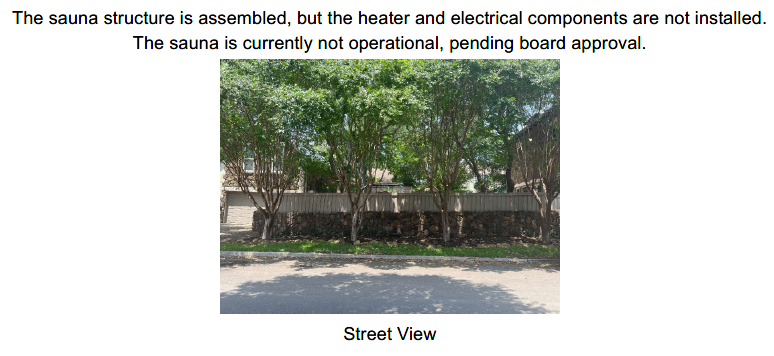 The sauna structure is assembled, but the heater and electrical components are not installed.
The sauna is currently not operational, pending board approval.
Street View